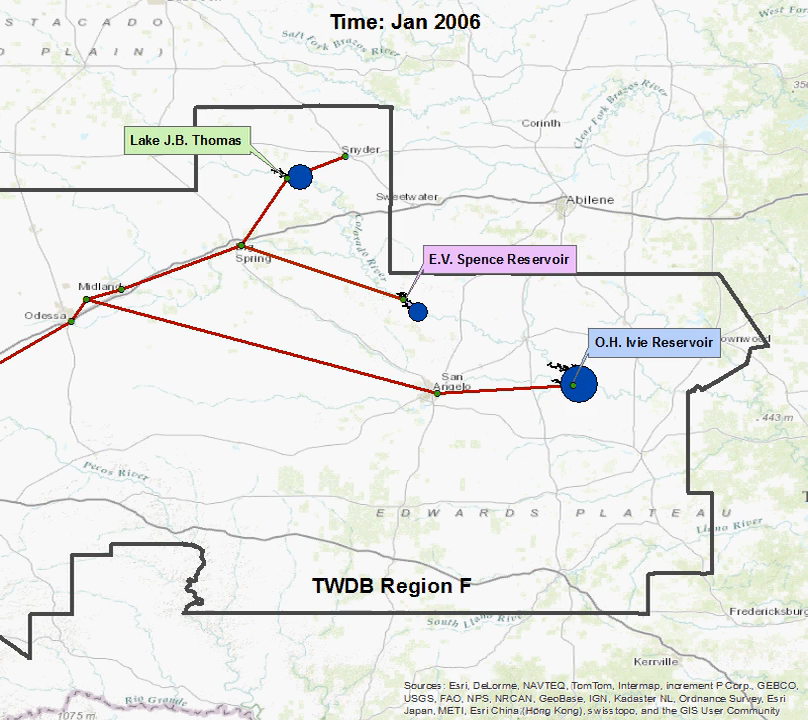 Time: Jan 2006
West For
STACADO
Salt Fork Brazos River
O PLAIN)
Clear Fork Brazos River
Corinth
Lake J.B. Thomas
Snyder
Sweetwater
Abilene
Colorado River
Spring
E.V. Spence Reservoir
Midland
Odessa
O.H. Ivie Reservoir
ownwood
San
Angelo
443 m
Pecos River
EDWARDS PLATEAU
Llano River
TWDB Region F
Fredericksburg
South Llano Rive
Kerrville
Rio Grande
1075 m
Sources: Esri, DeLorme, NAVTEQ, TomTom, Intermap, increment P Corp., GEBCO,
USGS, FAO, NPS, NRCAN, GeoBase, IGN, Kadaster NL, Ordnance Survey, Esri
Japan, METI, Esri China (Hong Kong), swisstopo, and the GIS User Community